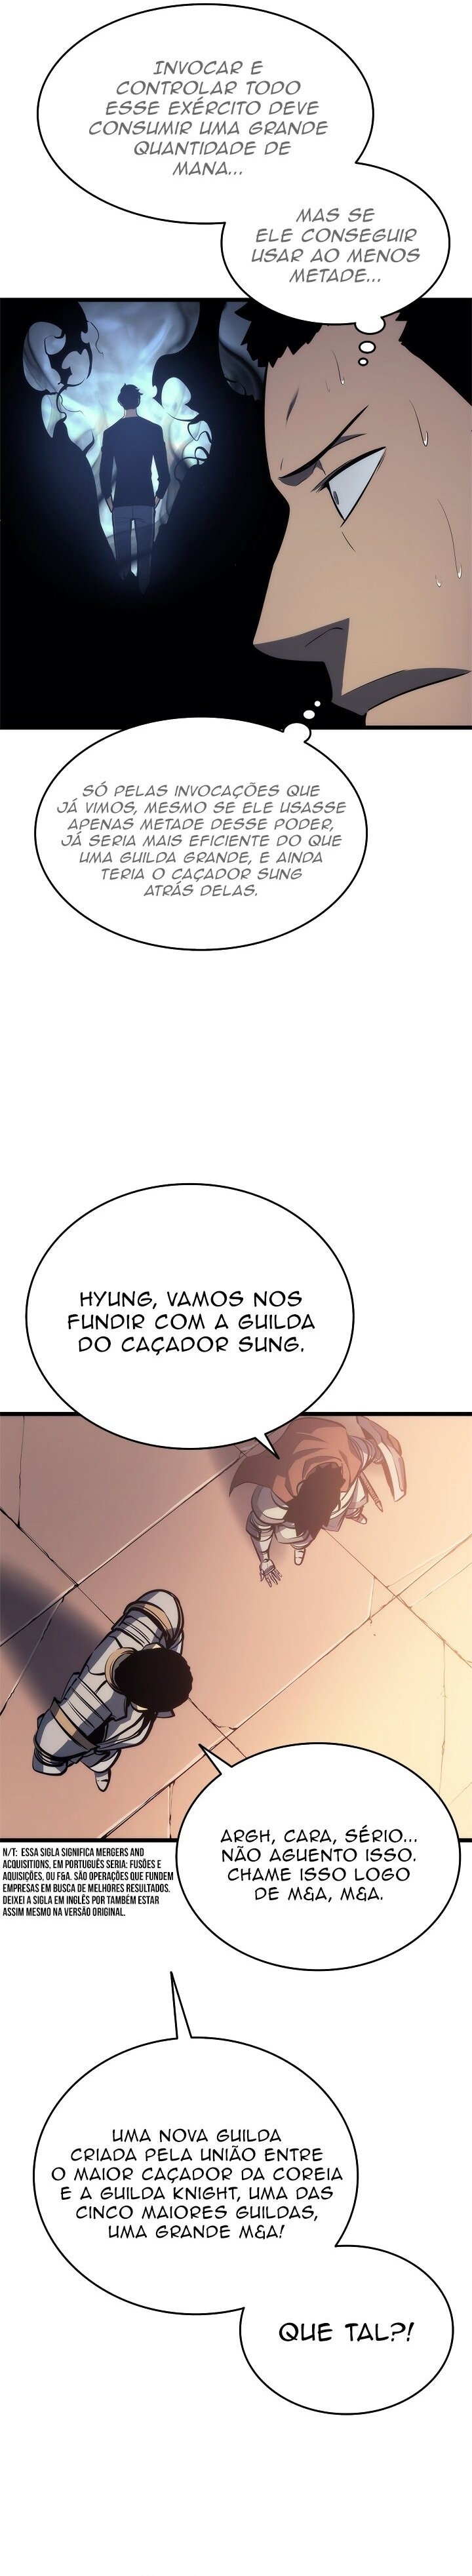 INVOCAR E
CONTROLAR TODO
ESSE EXÉRCITO DEVE
CONSUMIR UMA GRANDE
QUANTIDADE DE
MANA...
MAS SE
ELE CONSEGUIR
USAR AO MENOS
METADE...
SÓ PELAS INVOCAÇÕES QUE
JÁ VIMOS, MESMO SE ELE USASSE
APENAS METADE DESSE PODER,
JÁ SERIA MAIS EFICIENTE DO QUE
UMA GUILDA GRANDE, E AINDA
TERIA O CAÇADOR SUNG
ATRÁS DELAS.
HYUNG, VAMOS NOS
FUNDIR COM A GUILDA
DO CAÇADOR SUNG.
ARGH, CARA, SÉRIO...
NÃO AGUENTO ISSO.
CHAME ISSO LOGO
DE M&A, M&A.
N/T: ESSA SIGLA SIGNIFICA MERGERS AND
ACQUISITIONS, EM PORTUGUÊS SERIA: FUSÕES E
AQUISIÇÕES, OU F&A. SÃO OPERAÇÕES QUE FUNDEM
EMPRESAS EM BUSCA DE MELHORES RESULTADOS.
DEIXEI A SIGLA EM INGLÊS POR TAMBÉM ESTAR
ASSIM MESMO NA VERSÃO ORIGINAL.
UMA NOVA GUILDA
CRIADA PELA UNIÃO ENTRE
O MAIOR CAÇADOR DA COREIA
E A GUILDA KNIGHT, UMA DAS
CINCO MAIORES GUILDAS,
UMA GRANDE M&A!
QUE TAL?!